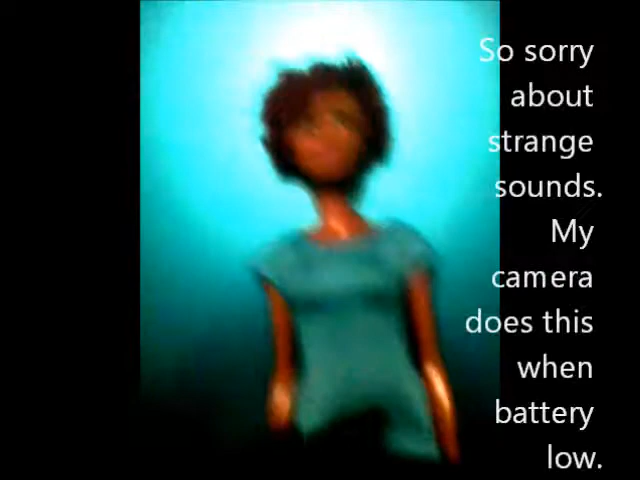 So sorry
about
strange
sounds.
My
camera
does this
when
battery
low.